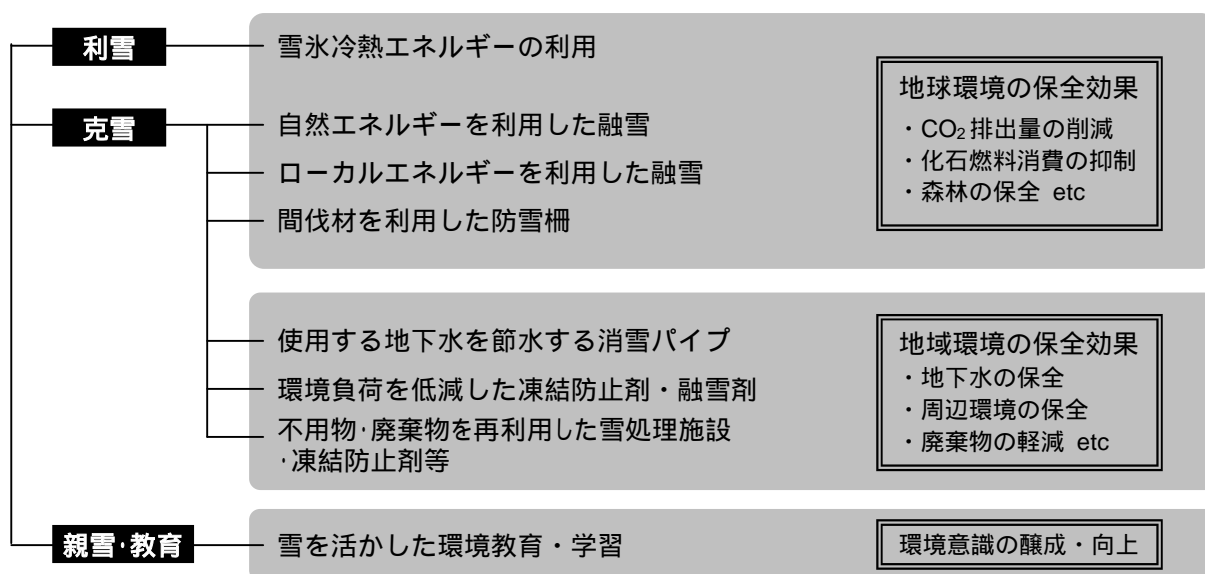 利雪
雪氷冷熱エネルギーの利用
克雪
自然エネルギーを利用した融雪
ローカルエネルギーを利用した融雪
間伐材を利用した防雪柵
地球環境の保全効果
・CO₂排出量の削減
・化石燃料消費の抑制
・森林の保全 etc
使用する地下水を節水する消雪パイプ
環境負荷を低減した凍結防止剤・融雪剤
不用物・廃棄物を再利用した雪処理施設
・凍結防止剤等
地域環境の保全効果
・地下水の保全
・周辺環境の保全
・廃棄物の軽減 etc
親雪・教育
雪を活かした環境教育・学習
環境意識の醸成・向上